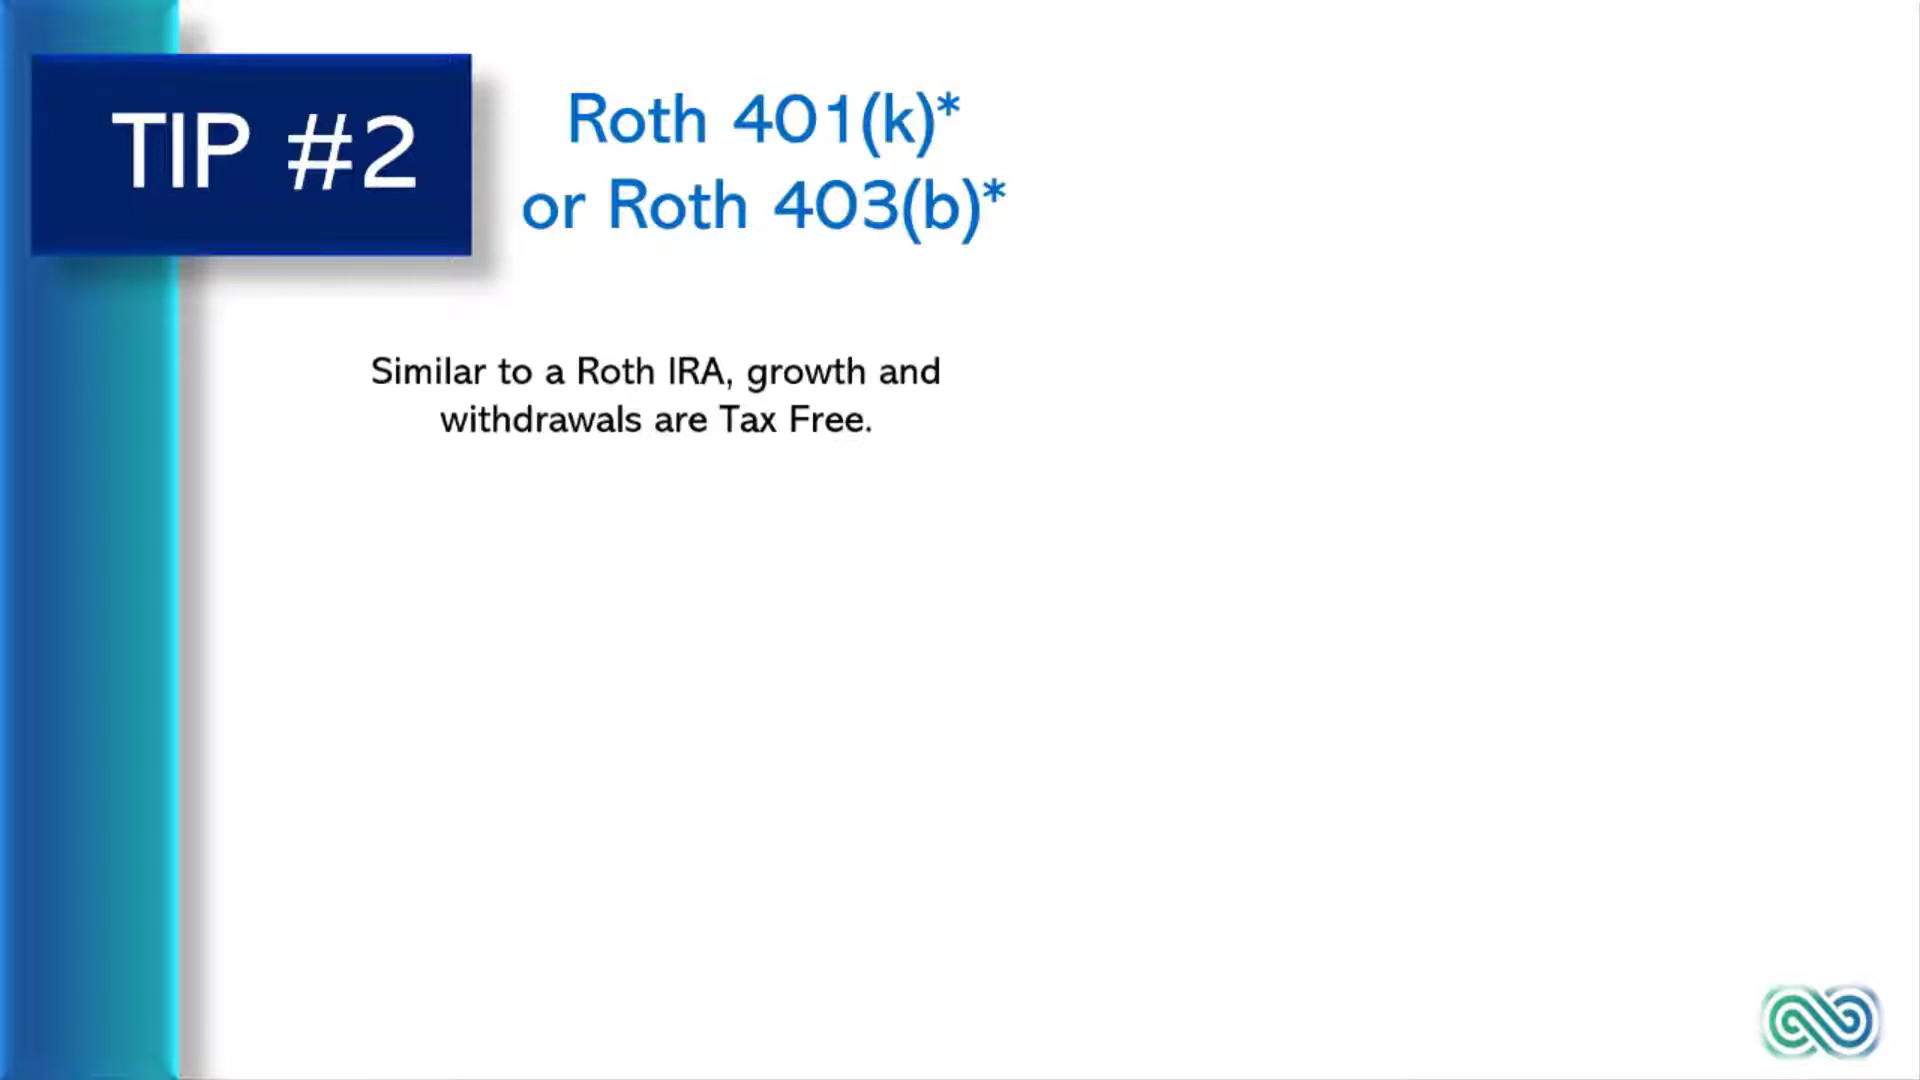 TIP #2
Roth 401(k)*
or Roth 403(b)*
Similar to a Roth IRA, growth and
withdrawals are Tax Free.